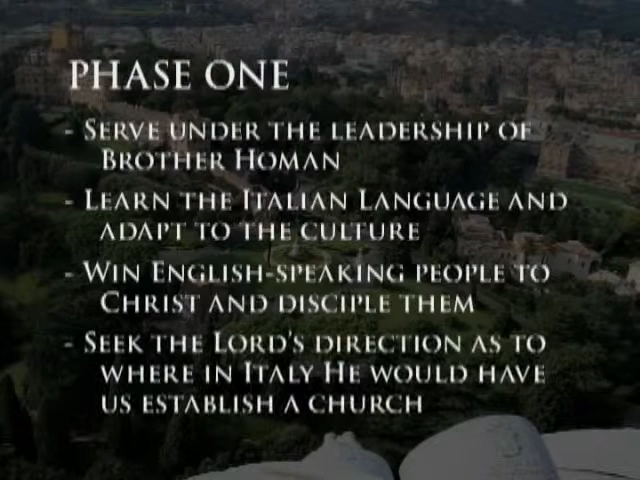 PHASE ONE
- SERVE UNDER THE LEADERSHIP OF
BROTHER HOMAN
- LEARN THE ITALIAN LANGUAGE AND
ADAPT TO THE CULTURE
- WIN ENGLISH-SPEAKING PEOPLE TO
CHRIST AND DISCIPLE THEM
- SEEK THE LORD'S DIRECTION AS TO
WHERE IN ITALY HE WOULD HAVE
US ESTABLISH A CHURCH